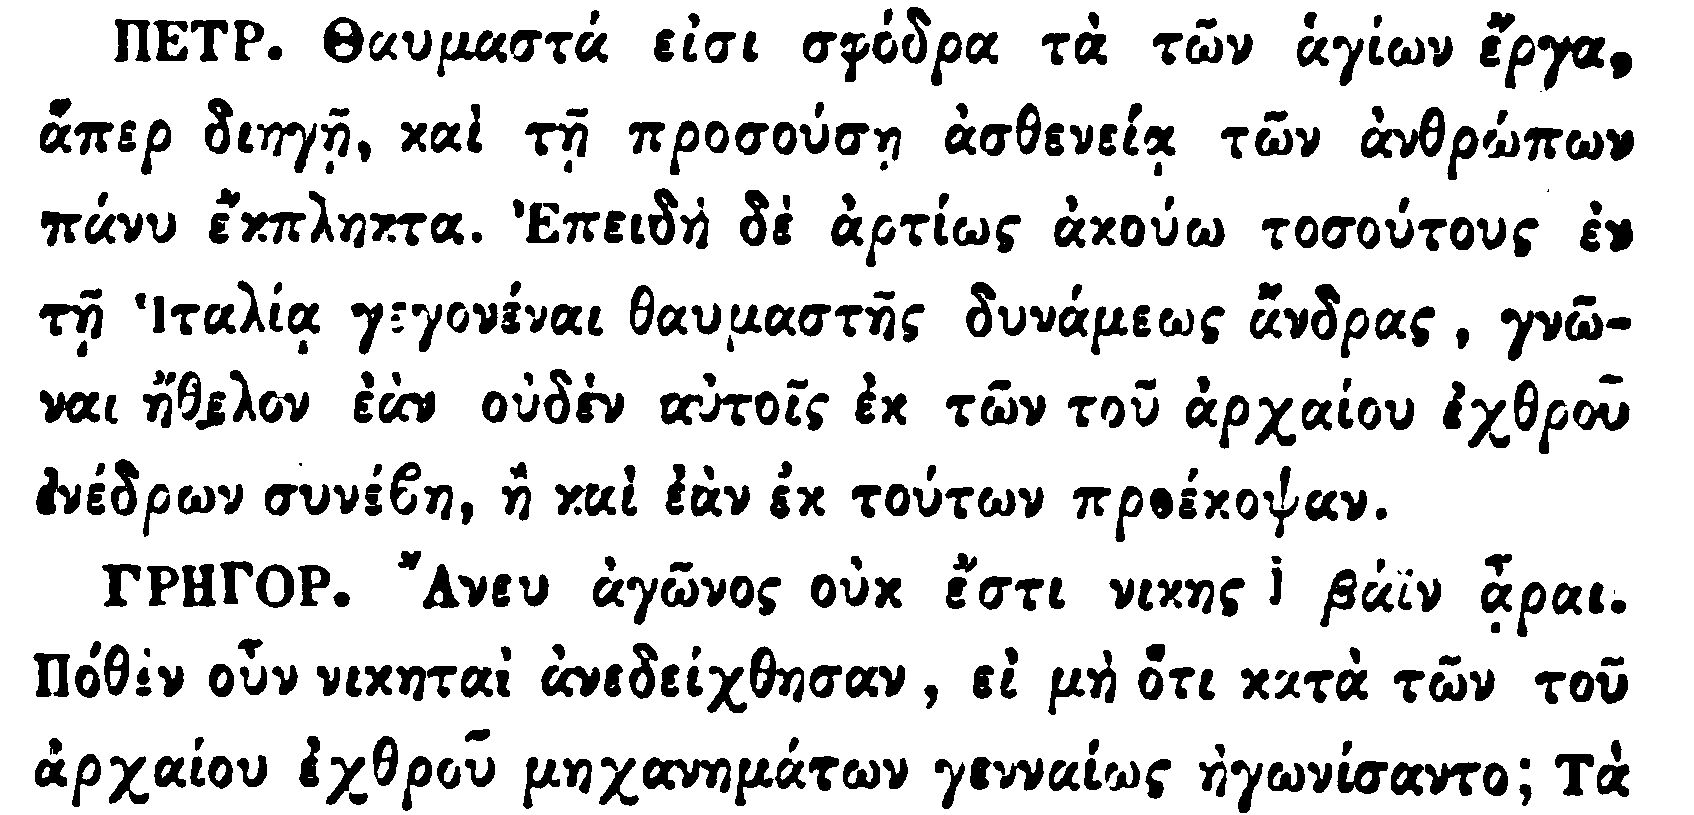 ΠΕΤΡ. Θαυμαστά εἰσι σφόδρα τὰ τῶν ἁγίων ἔργα,
ἅπερ διηγῇ, καὶ τῇ προσούσῃ ἀσθενείᾳ τῶν ἀνθρώπων
πάνυ ἔκπληκτα. Ἐπειδὴ δὲ ἀρτίως ἀκούω τοσούτους ἐν
τῇ Ἰταλίᾳ γεγονέναι θαυμαστῆς δυνάμεως ἄνδρας, γνῶ-
ναι ἤθελον ἐὰν οὐδὲν αὐτοῖς ἐκ τῶν τοῦ ἀρχαίου ἐχθροῦ
ἐνέδρων συνέϐη, ἢ καὶ ἐὰν ἐκ τούτων προέκοψαν.
ΓΡΗΓΟΡ. Ἄνευ ἀγῶνος οὐκ ἔστι νικης βάϊν ᾆραι.
Πόθεν οὖν νικηταὶ ἀνεδείχθησαν, εἰ μὴ ὅτι κατὰ τῶν τοῦ
ἀρχαίου ἐχθροῦ μηχανημάτων γενναίως ἠγωνίσαντο; Τὰ